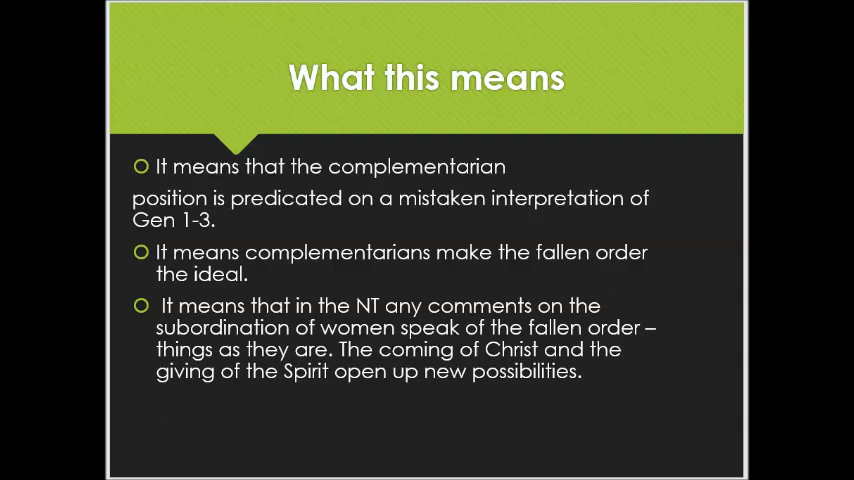 What this means
It means that the complementarian
position is predicated on a mistaken interpretation of
Gen 1-3.
It means complementarians make the fallen order
the ideal.
It means that in the NT any comments on the
subordination of women speak of the fallen order –
things as they are. The coming of Christ and the
giving of the Spirit open up new possibilities.